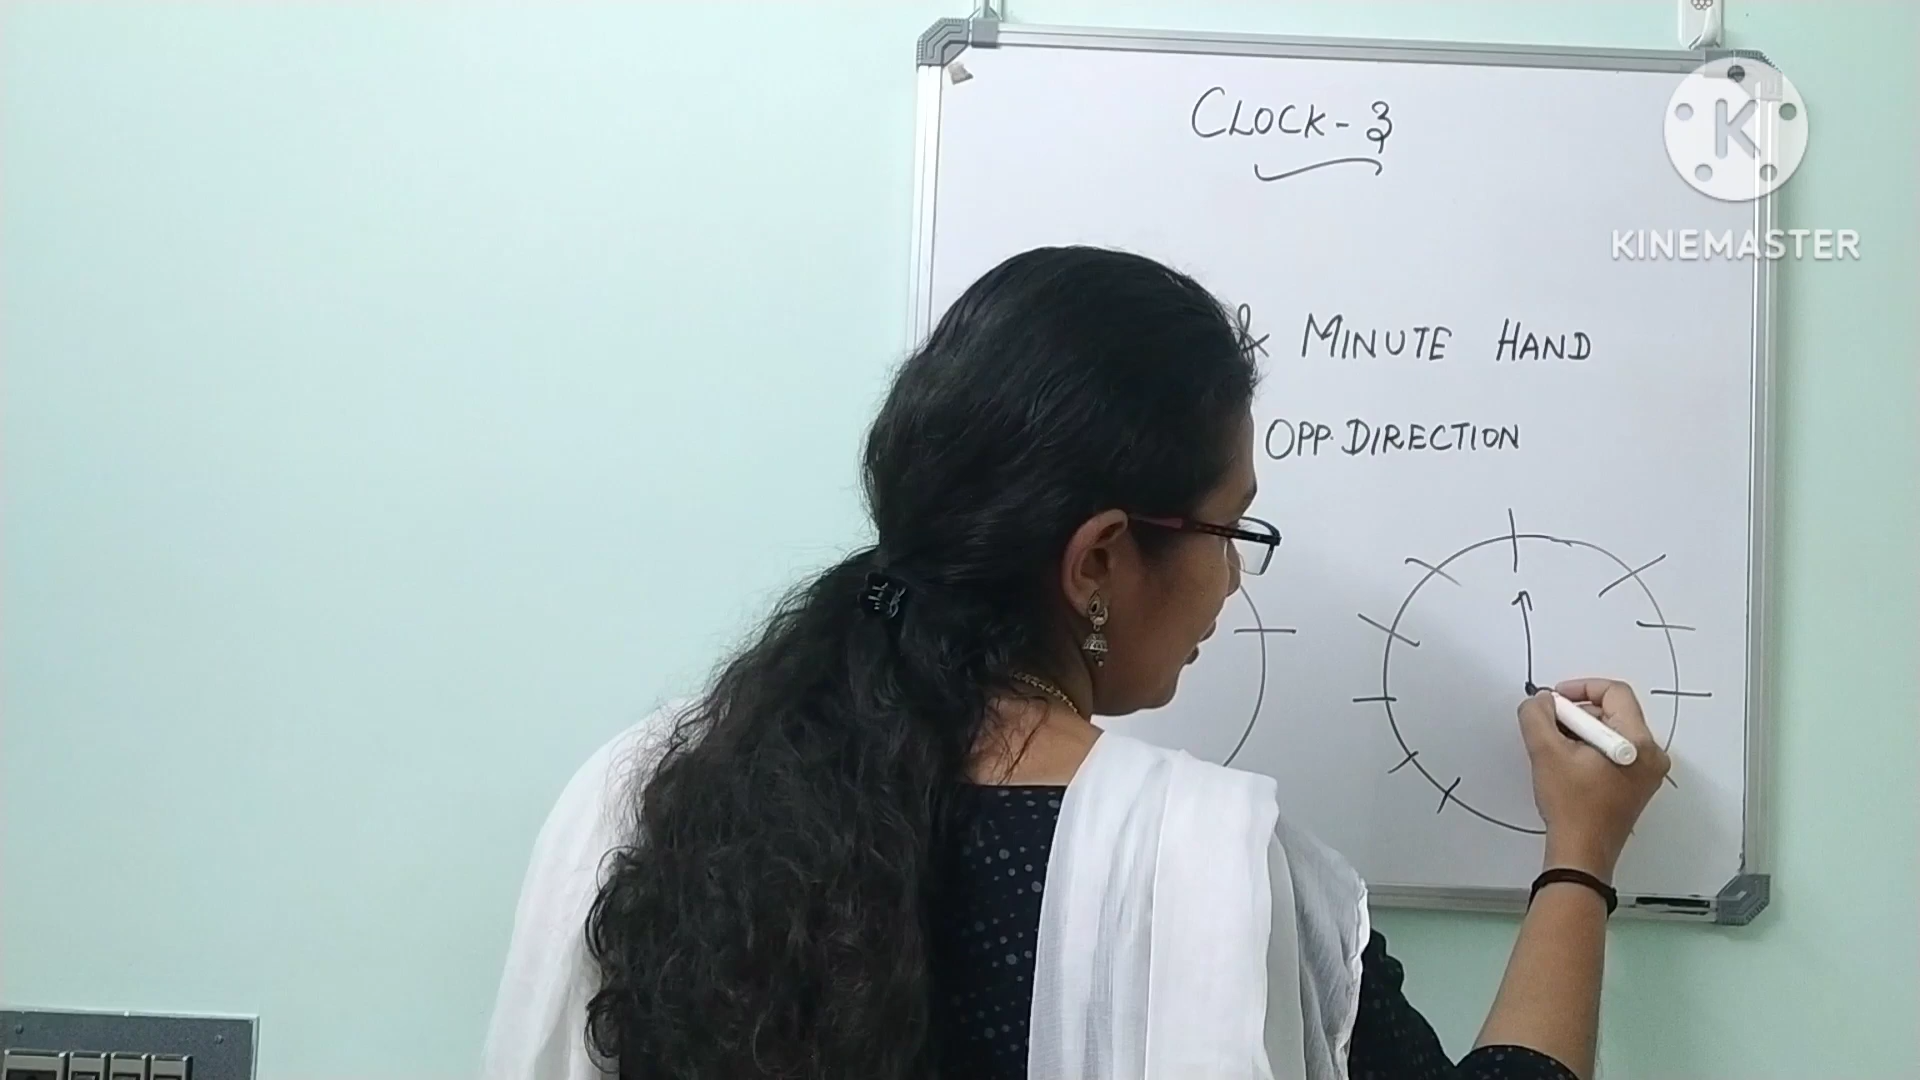 CLOCK - 3
K
KINEMASTER
& MINUTE HAND
OPP. DIRECTION